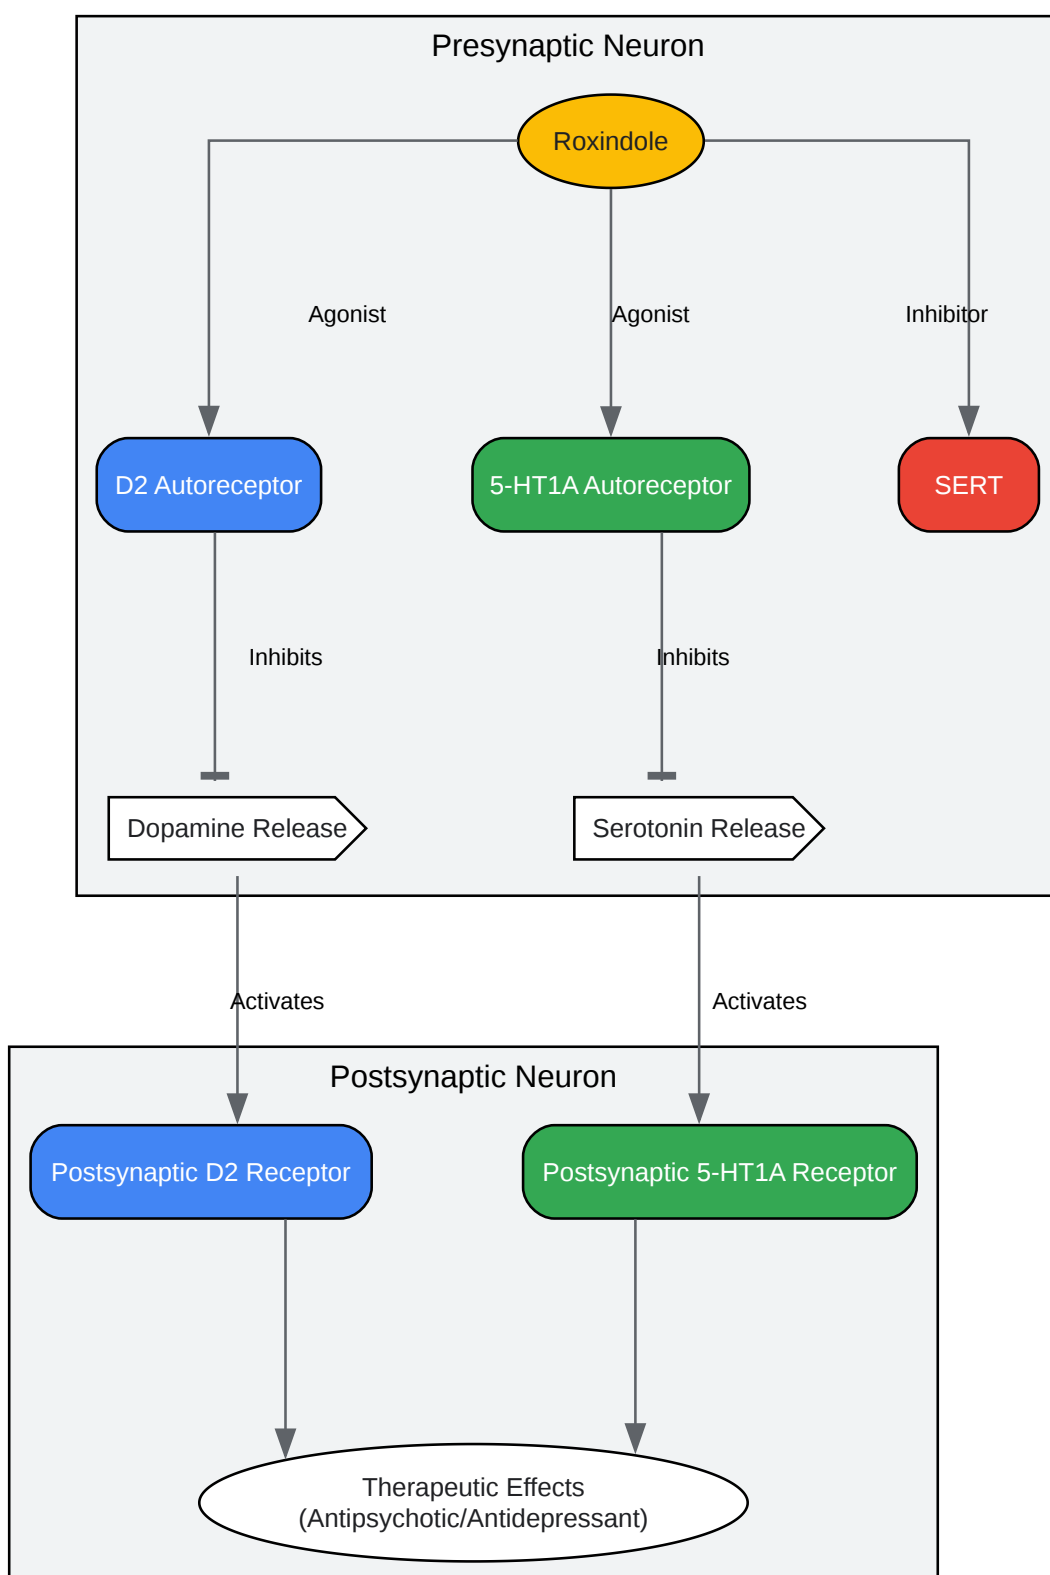 Presynaptic Neuron
Roxindole
Agonist
Agonist
Inhibitor
D2 Autoreceptor
5-HT1A Autoreceptor
SERT
Inhibits
Inhibits
Dopamine Release
Serotonin Release
Activates
Activates
Postsynaptic Neuron
Postsynaptic D2 Receptor
Postsynaptic 5-HT1A Receptor
Therapeutic Effects
(Antipsychotic/Antidepressant)